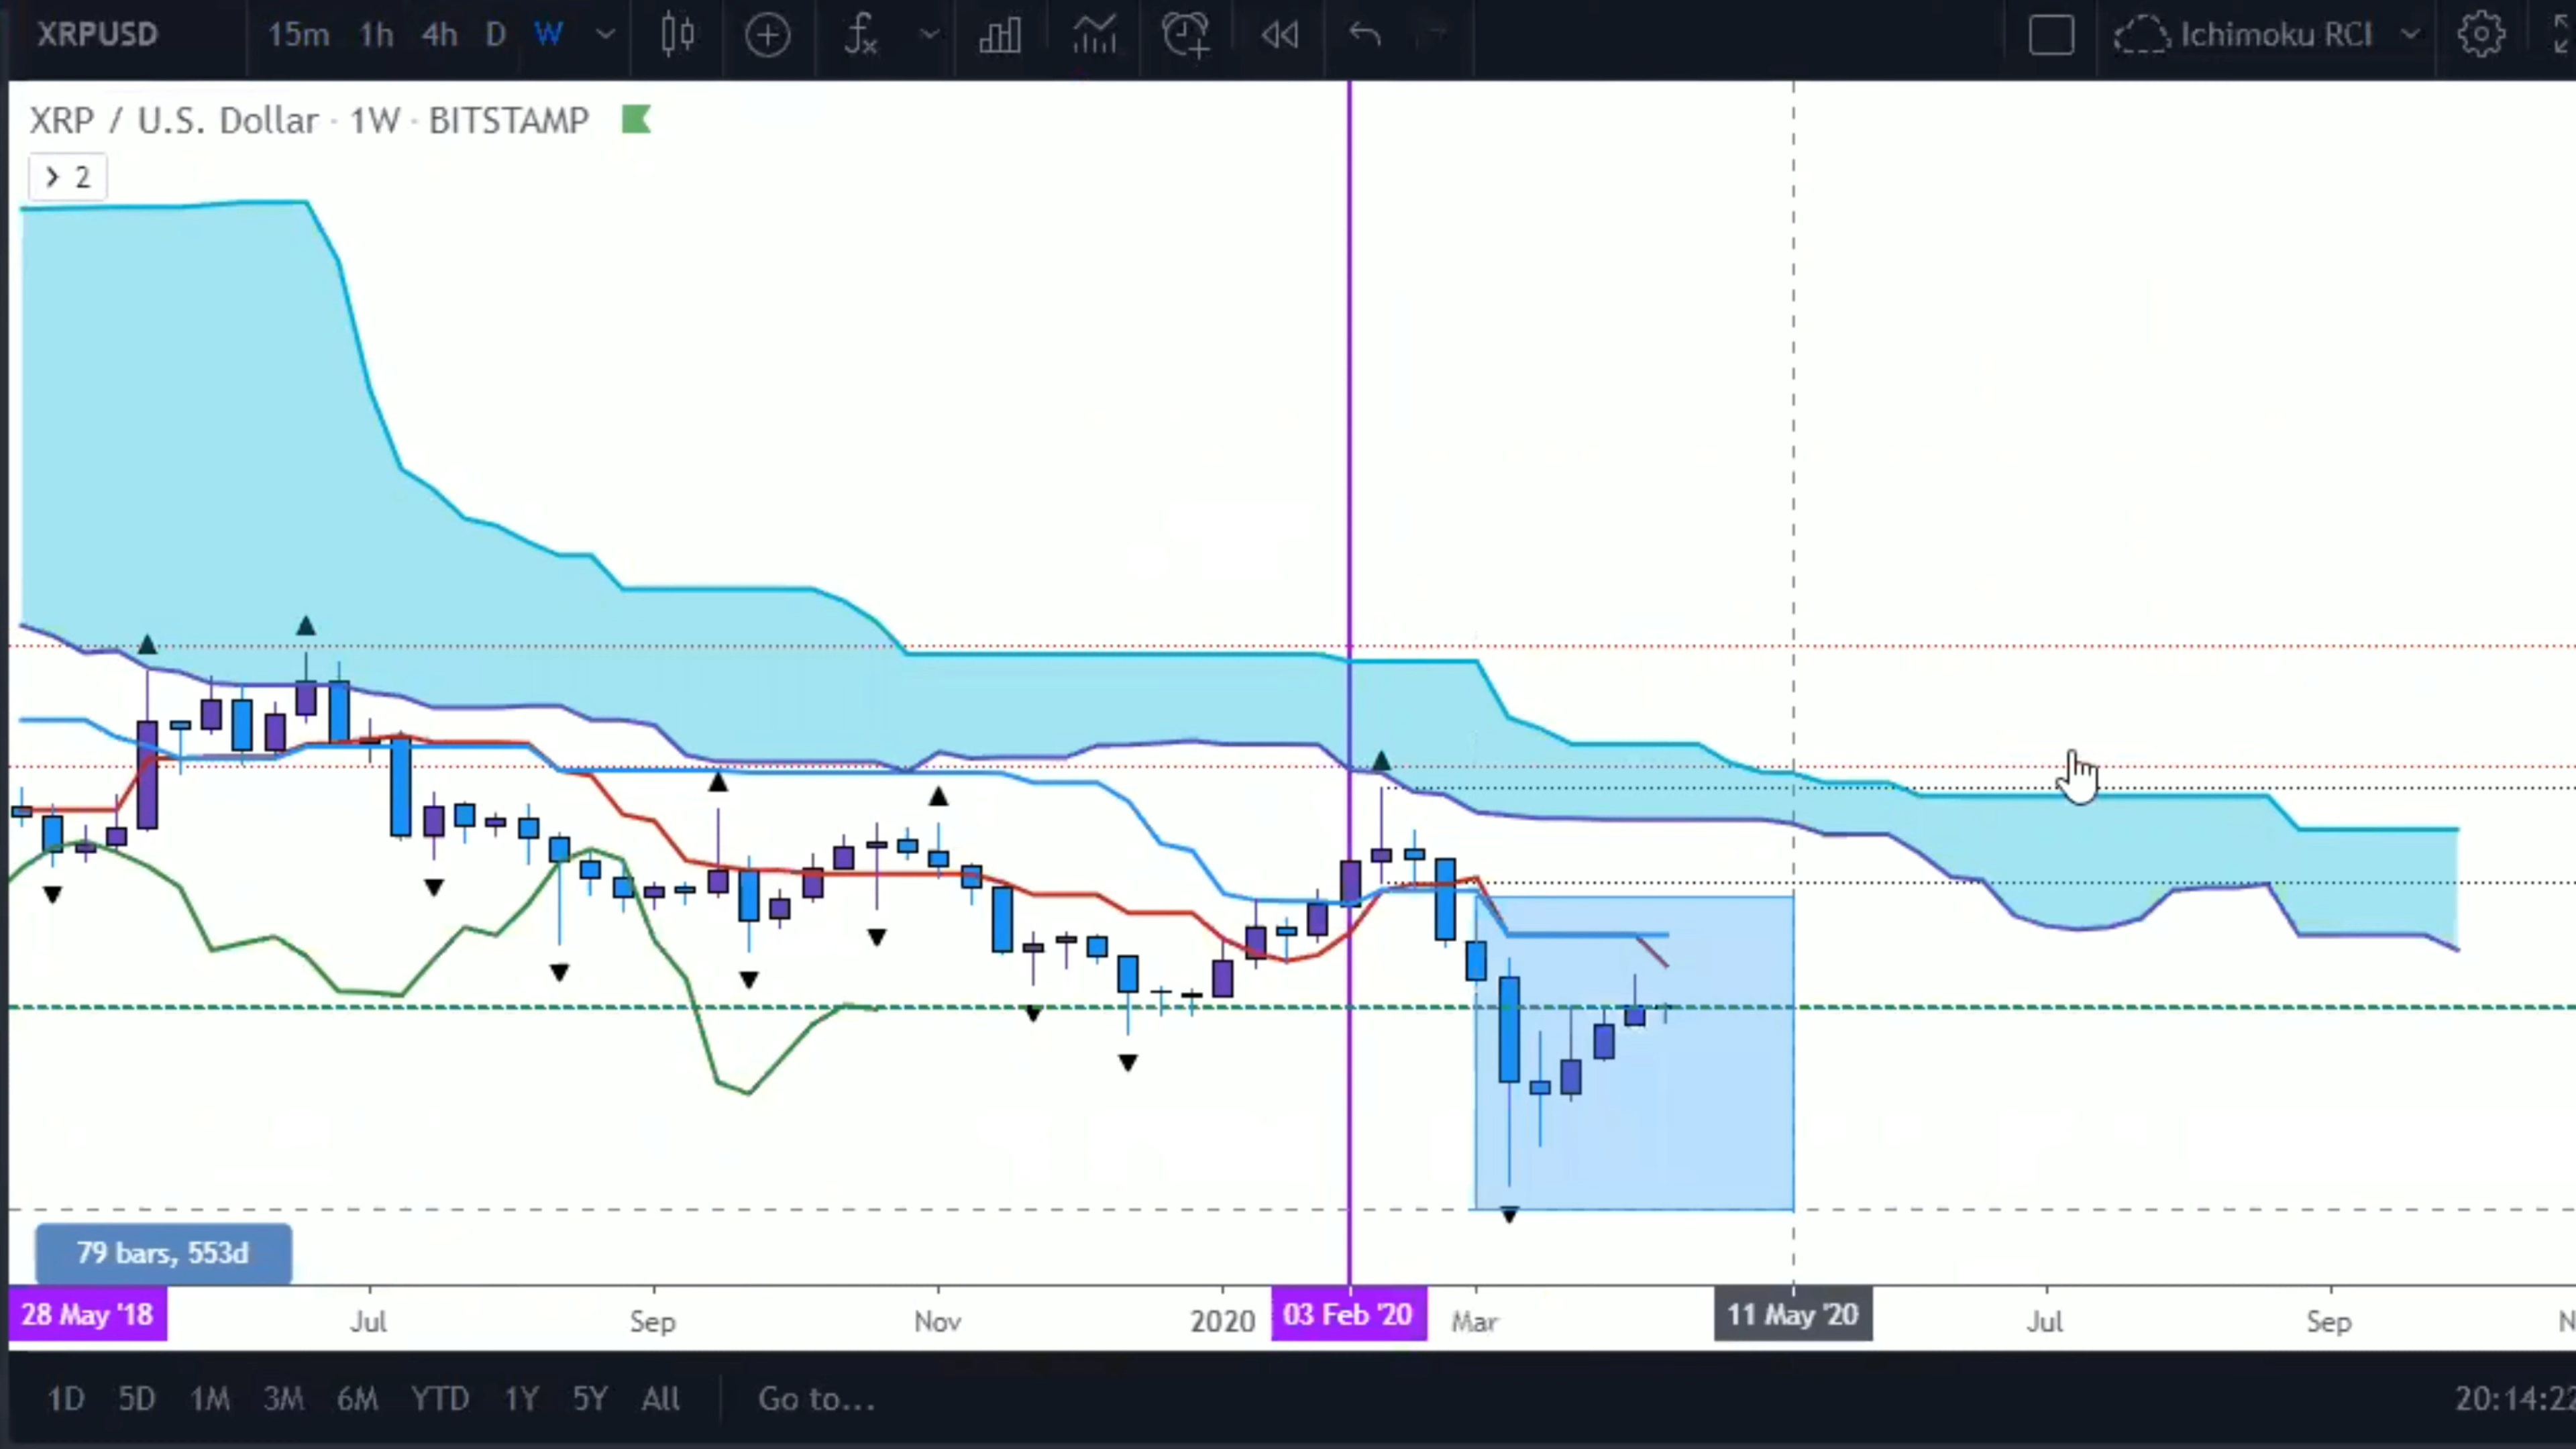 XRPUSD 15m 1h 4h D W fx Ichimoku RCI
XRP / U.S. Dollar · 1W · BITSTAMP
2
79 bars, 553d
28 May '18 Jul Sep Nov 2020 03 Feb '20 Mar 11 May '20 Jul Sep
1D 5D 1M 3M 6M YTD 1Y 5Y All Go to... 20:14:22